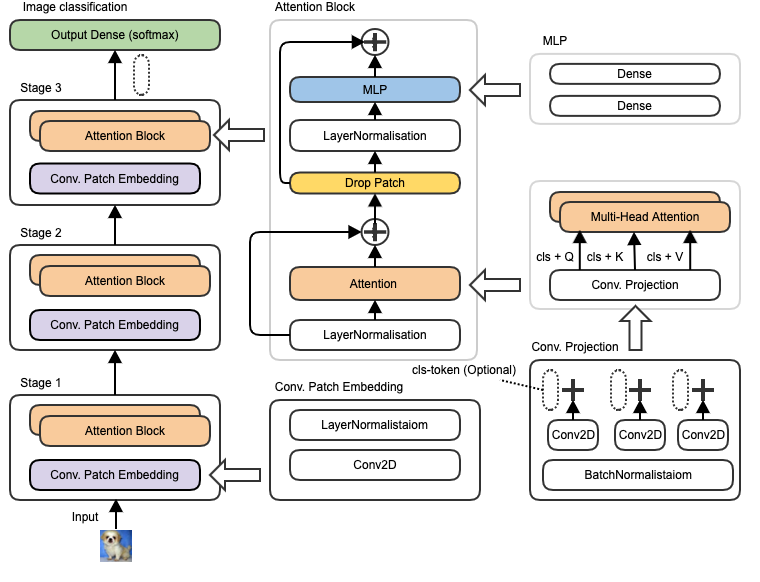 Image classification
Output Dense (softmax)
Stage 3
Attention Block
Conv. Patch Embedding
Stage 2
Attention Block
Conv. Patch Embedding
Stage 1
Attention Block
Conv. Patch Embedding
Input
Attention Block
MLP
LayerNormalisation
Drop Patch
Attention
LayerNormalisation
Conv. Patch Embedding
LayerNormalistaiom
Conv2D
MLP
Dense
Dense
Multi-Head Attention
cls + Q cls + K cls + V
Conv. Projection
Conv. Projection
cls-token (Optional)
Conv2D Conv2D Conv2D
BatchNormalistaiom